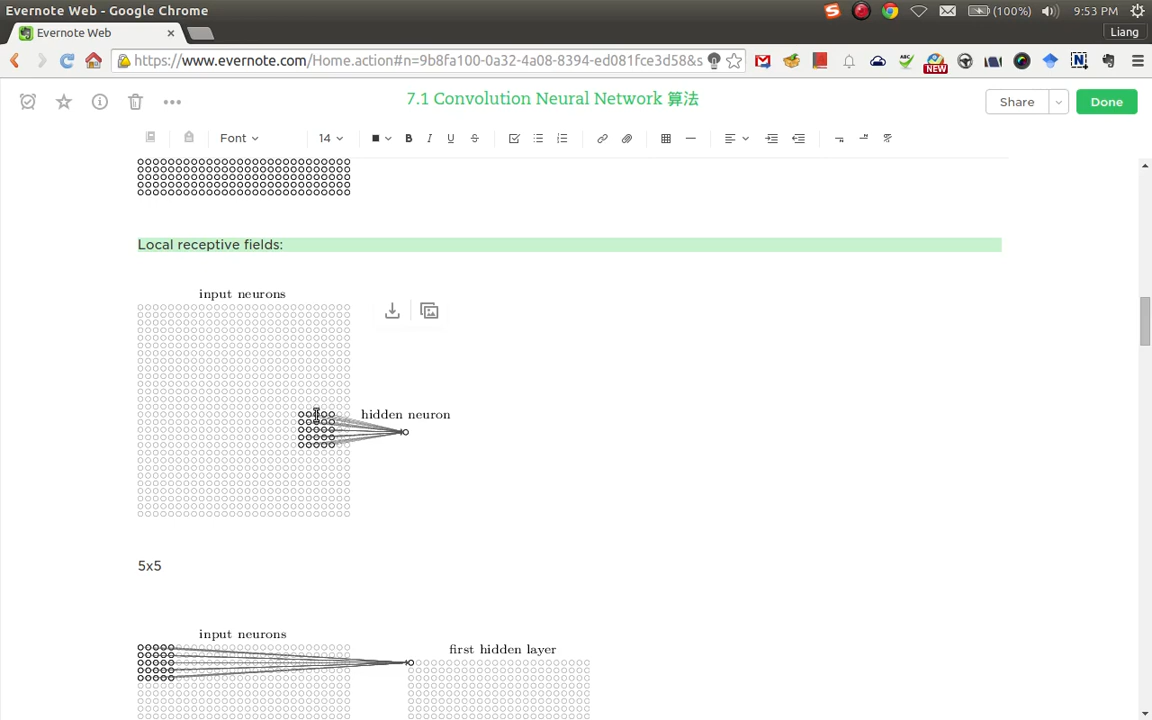 Evernote Web - Google Chrome
(100%)
9:53 PM
Evernote Web
Liang
https://www.evernote.com/Home.action#n=9b8fa100-0a32-4a08-8394-ed081fce3d58&s
NEW
7.1 Convolution Neural Network 算法
Share
Done
Font
14
B
I
U
S
Local receptive fields:
input neurons
hidden neuron
5x5
input neurons
first hidden layer